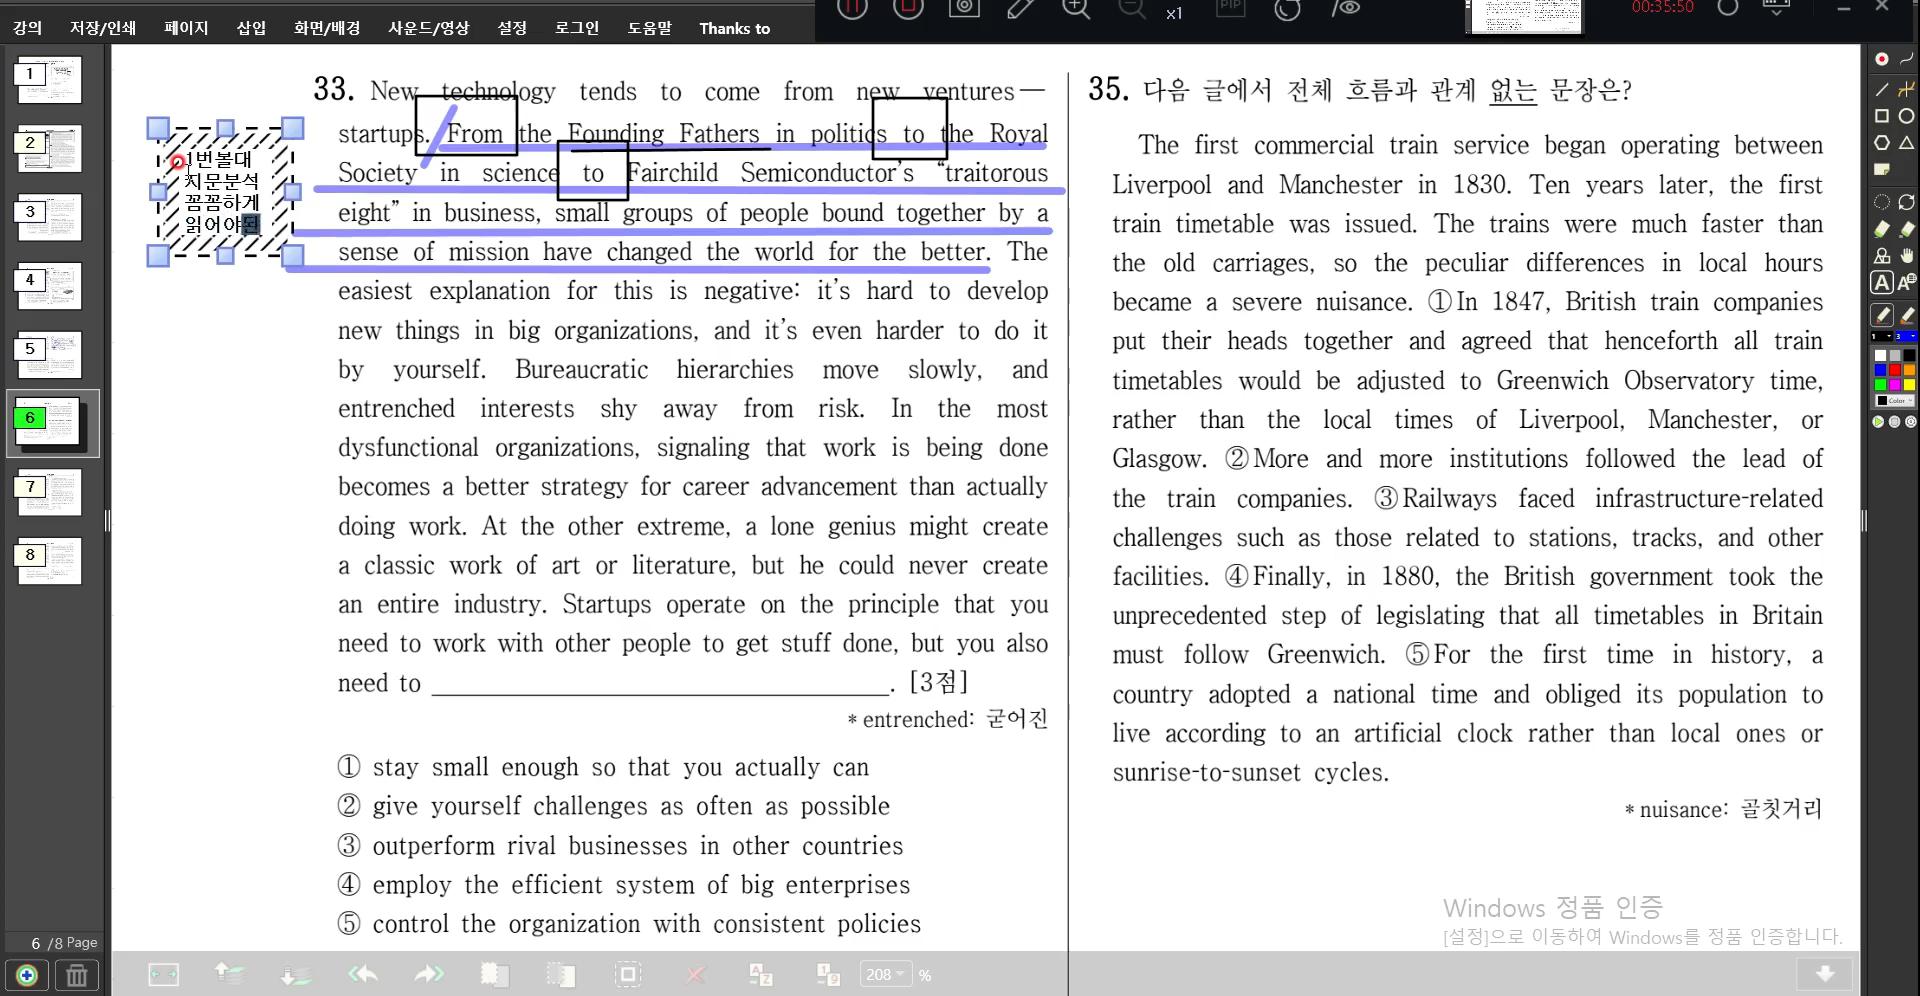 강의 저장/인쇄 페이지 삽입 화면/배경 사운드/영상 설정 로그인 도움말 Thanks to
x1
PIP
00:35:50
1
2
3
4
5
6
7
8
6 /8 Page
1번볼대
지문분석
꼼꼼하게
읽어야됨
33. New technology tends to come from new ventures—
startups. From the Founding Fathers in politics to the Royal
Society in science to Fairchild Semiconductor's “traitorous
eight” in business, small groups of people bound together by a
sense of mission have changed the world for the better. The
easiest explanation for this is negative: it's hard to develop
new things in big organizations, and it's even harder to do it
by yourself. Bureaucratic hierarchies move slowly, and
entrenched interests shy away from risk. In the most
dysfunctional organizations, signaling that work is being done
becomes a better strategy for career advancement than actually
doing work. At the other extreme, a lone genius might create
a classic work of art or literature, but he could never create
an entire industry. Startups operate on the principle that you
need to work with other people to get stuff done, but you also
need to ______. [3점]
* entrenched: 굳어진
① stay small enough so that you actually can
② give yourself challenges as often as possible
③ outperform rival businesses in other countries
④ employ the efficient system of big enterprises
⑤ control the organization with consistent policies
35. 다음 글에서 전체 흐름과 관계 없는 문장은?
The first commercial train service began operating between
Liverpool and Manchester in 1830. Ten years later, the first
train timetable was issued. The trains were much faster than
the old carriages, so the peculiar differences in local hours
became a severe nuisance. ①In 1847, British train companies
put their heads together and agreed that henceforth all train
timetables would be adjusted to Greenwich Observatory time,
rather than the local times of Liverpool, Manchester, or
Glasgow. ②More and more institutions followed the lead of
the train companies. ③Railways faced infrastructure-related
challenges such as those related to stations, tracks, and other
facilities. ④Finally, in 1880, the British government took the
unprecedented step of legislating that all timetables in Britain
must follow Greenwich. ⑤For the first time in history, a
country adopted a national time and obliged its population to
live according to an artificial clock rather than local ones or
sunrise-to-sunset cycles.
* nuisance: 골칫거리
Windows 정품 인증
[설정]으로 이동하여 Windows를 정품 인증합니다.
208 %
Color